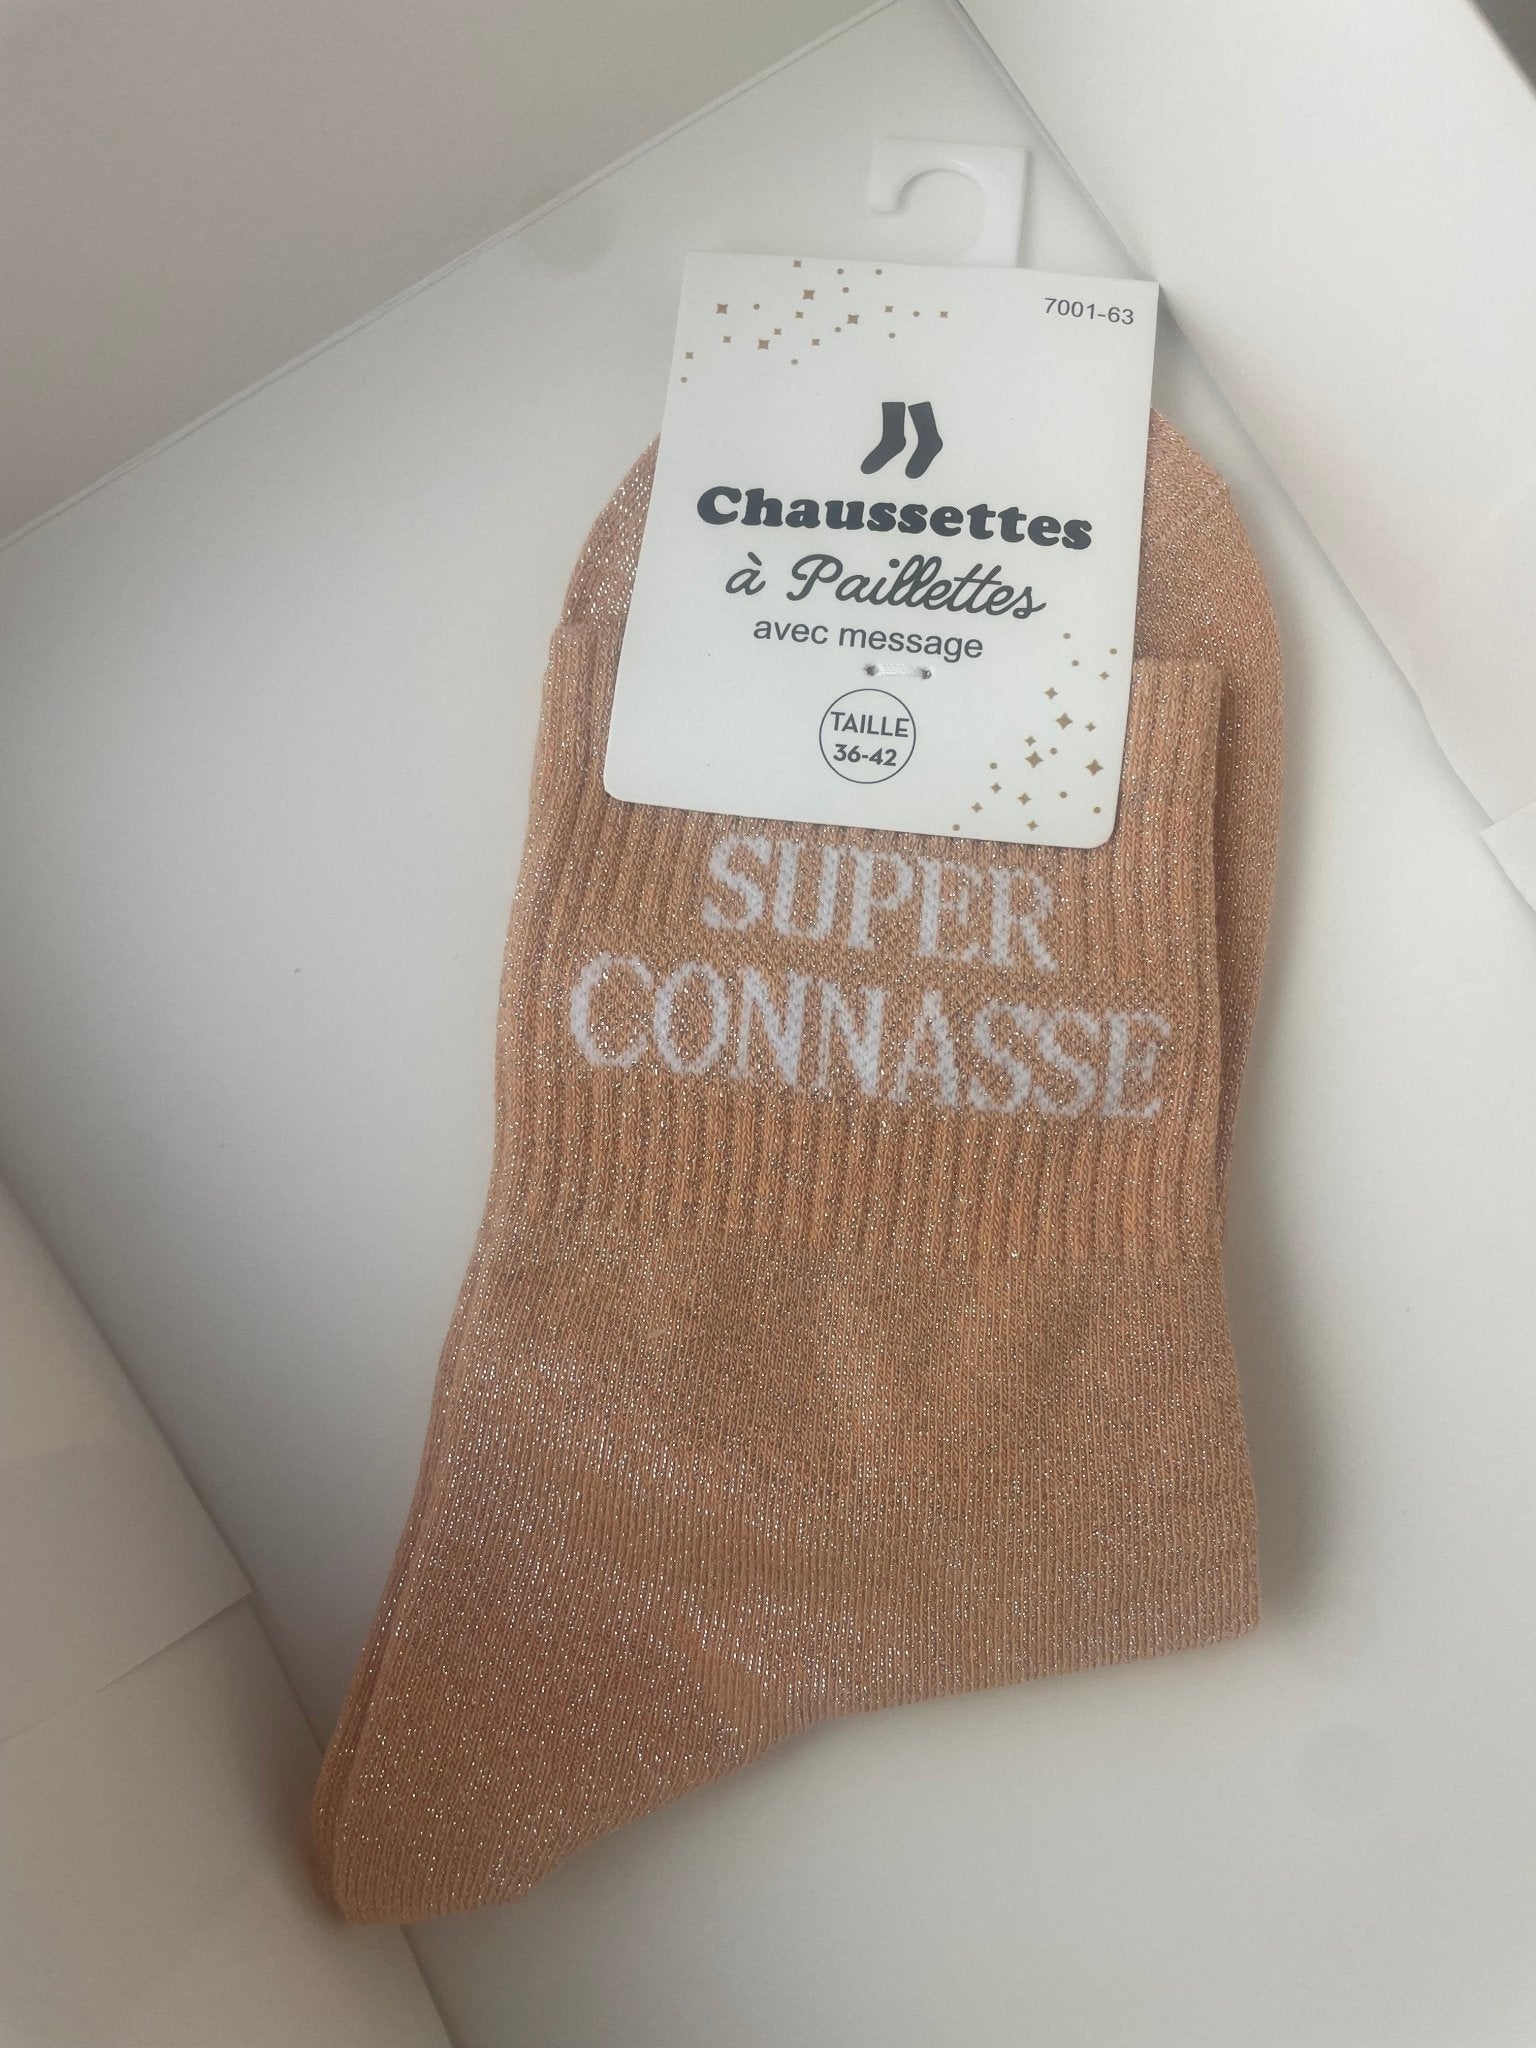 7001-63
Chaussettes
à Paillettes
avec message
TAILLE
36-42
SUPER
CONNASSE